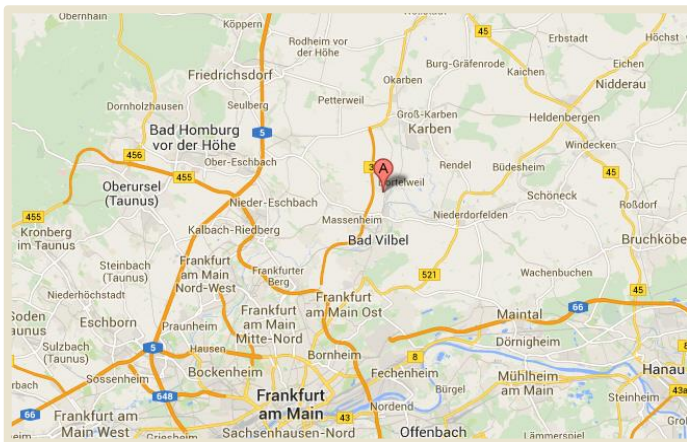 Obernhain
Köppern
Wöllstadt
45
Erbstadt
Höchst
Rodheim vor
der Höhe
Burg-Gräfenrode
Eichen
Friedrichsdorf
Okarben
Kaichen
Nidderau
Petterweil
Dornholzhausen
Seulberg
Groß-Karben
Karben
Heldenbergen
Bad Homburg
vor der Höhe
5
Windecken
456
Ober-Eschbach
3
A
Rendel
Büdesheim
455
Dortelweil
45
Oberursel
(Taunus)
Schöneck
Nieder-Eschbach
Roßdorf
455
Massenheim
Niederdorfelden
Kronberg
im Taunus
Kalbach-Riedberg
Bad Vilbel
Bruchköbel
Steinbach
(Taunus)
Frankfurt
am Main
Nord-West
Frankfurter
Berg
521
Wachenbuchen
Niederhöchstadt
Frankfurt
am Main Ost
45
Soden
aunus
Eschborn
Praunheim
Frankfurt
am Main
Mitte-Nord
Maintal
66
Sulzbach
(Taunus)
5
Hausen
Bornheim
Dörnigheim
8
8
Sossenheim
Bockenheim
Fechenheim
Hanau
rbach
648
Frankfurt
am Main
Bürgel
Mühlheim
am Main
43a
66
Frankfurt am
Main West
Nordend
Steinheim
43
Griesheim
Sachsenhausen-Nord
Offenbach
Lämmerspiel